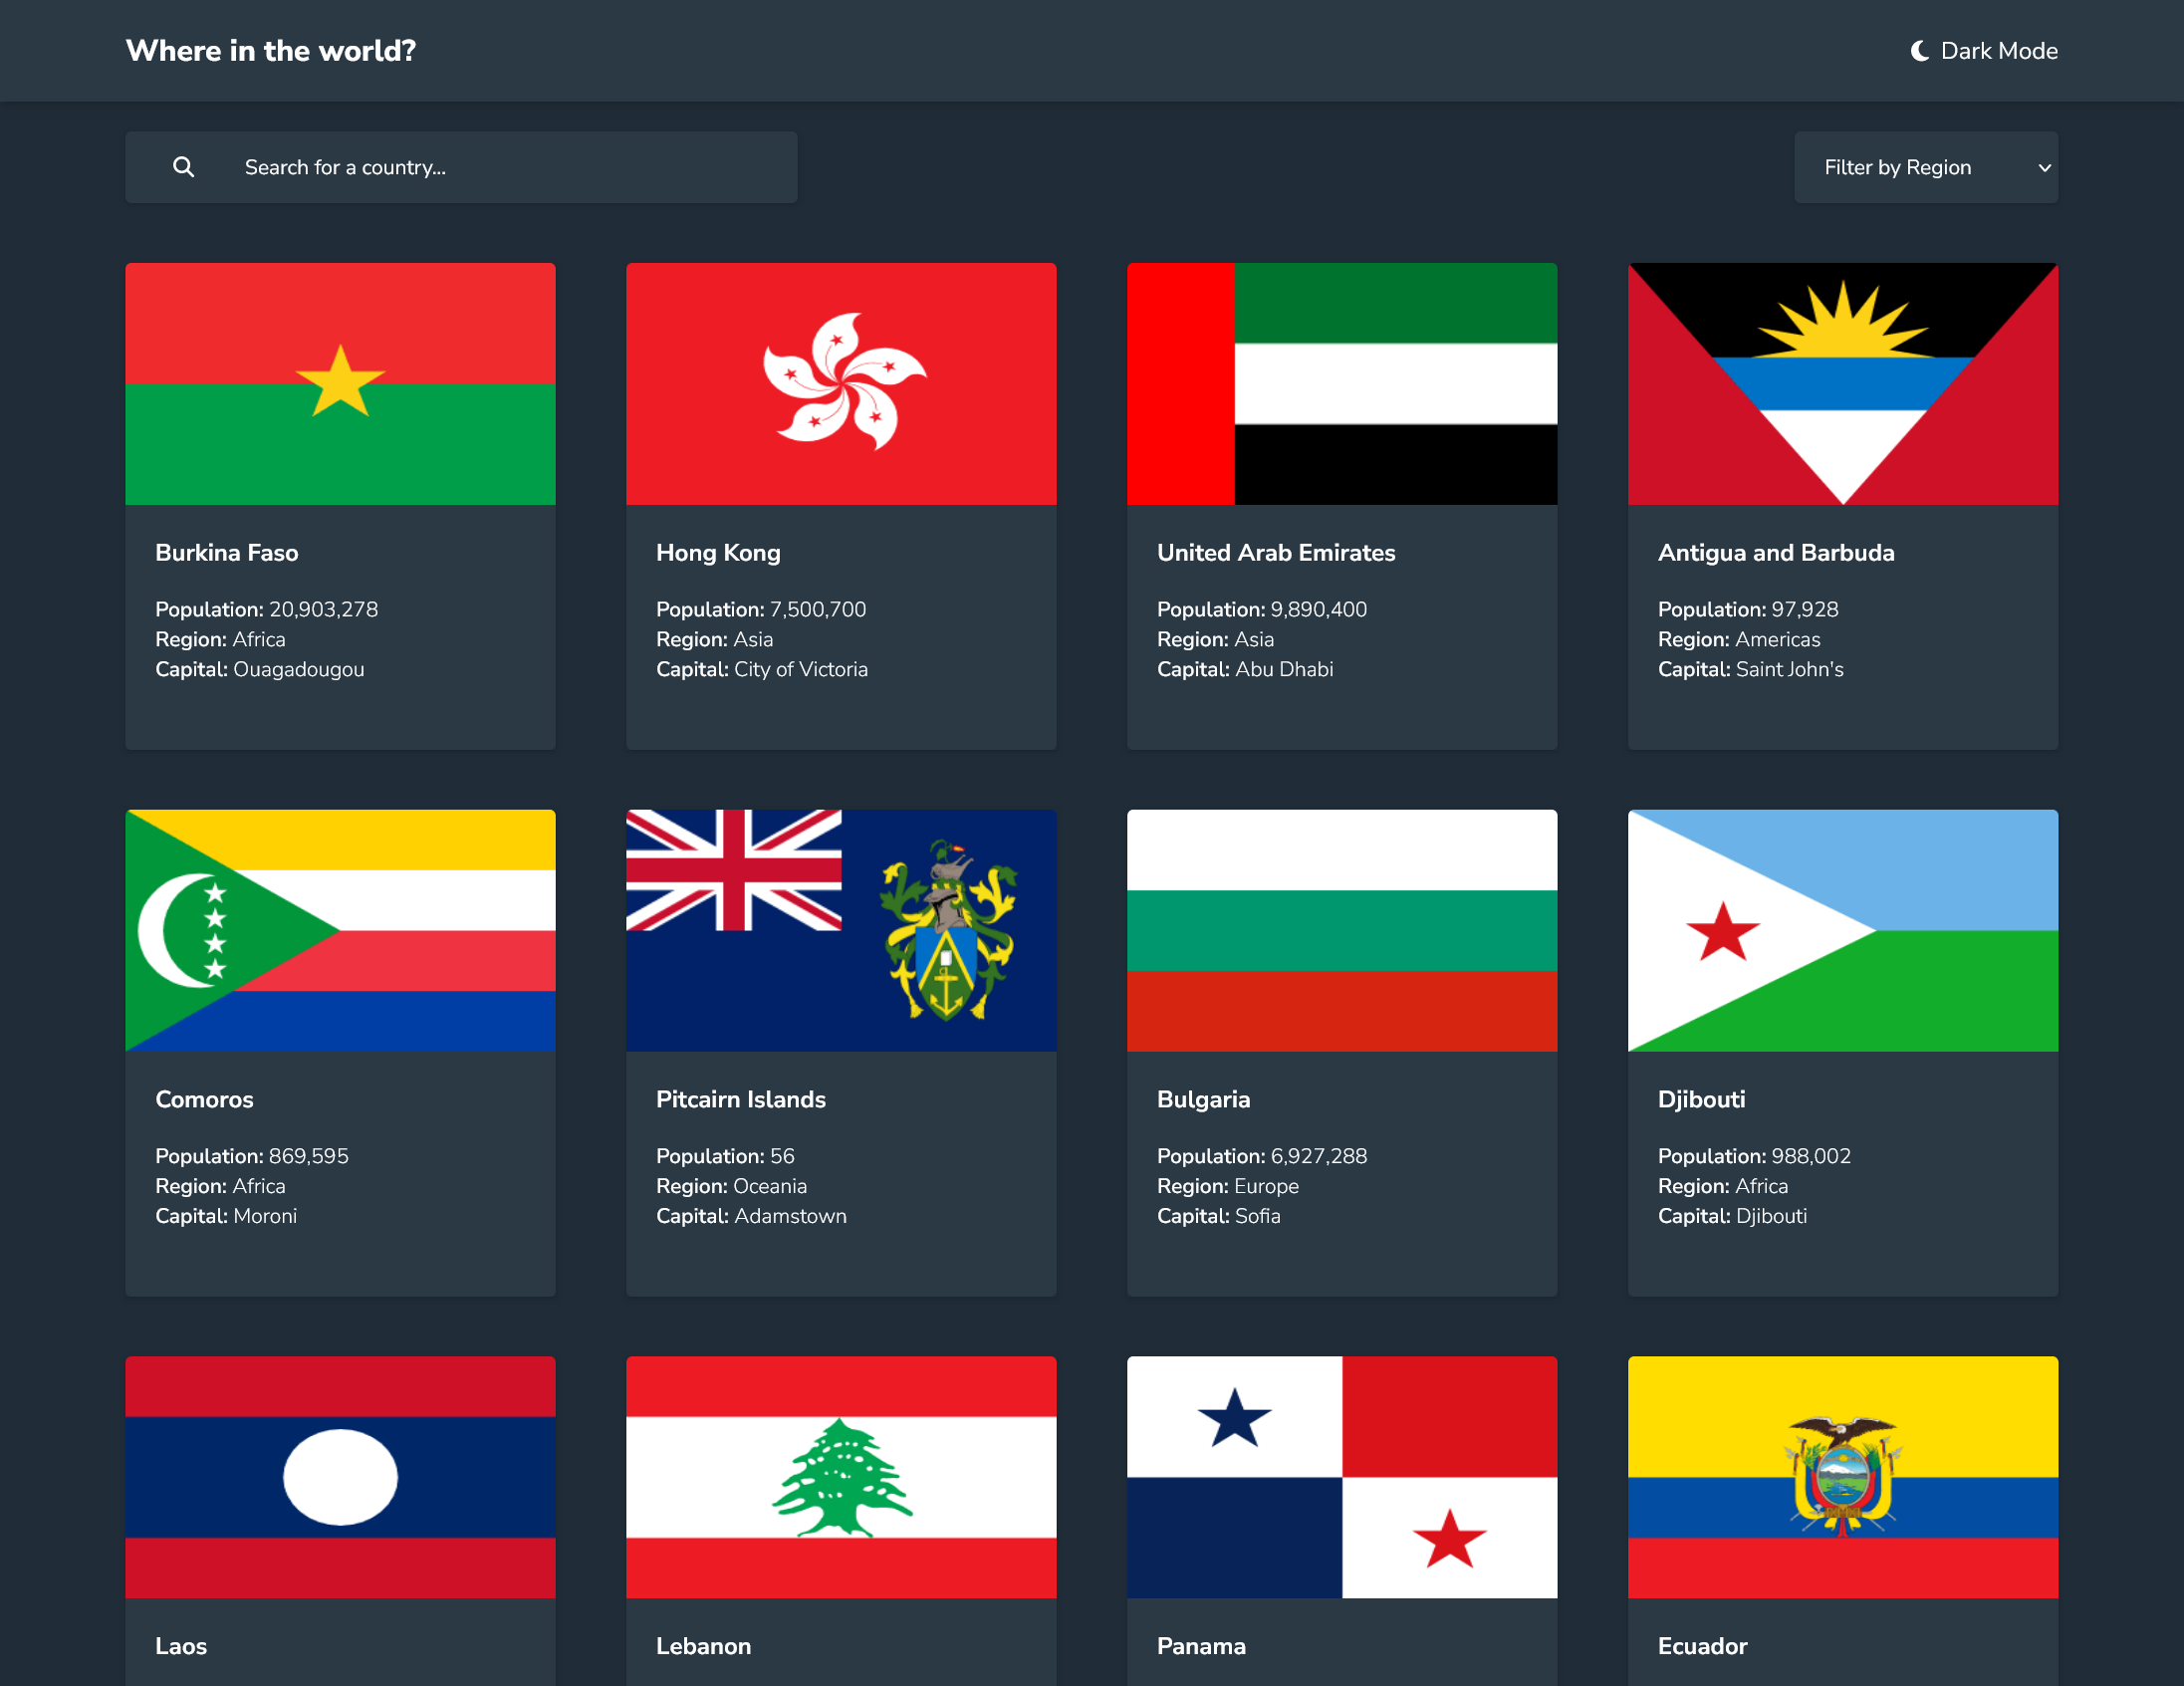 Where in the world?
Dark Mode
Search for a country...
Filter by Region
Burkina Faso
Population: 20,903,278
Region: Africa
Capital: Ouagadougou
Hong Kong
Population: 7,500,700
Region: Asia
Capital: City of Victoria
United Arab Emirates
Population: 9,890,400
Region: Asia
Capital: Abu Dhabi
Antigua and Barbuda
Population: 97,928
Region: Americas
Capital: Saint John's
Comoros
Population: 869,595
Region: Africa
Capital: Moroni
Pitcairn Islands
Population: 56
Region: Oceania
Capital: Adamstown
Bulgaria
Population: 6,927,288
Region: Europe
Capital: Sofia
Djibouti
Population: 988,002
Region: Africa
Capital: Djibouti
Laos
Lebanon
Panama
Ecuador